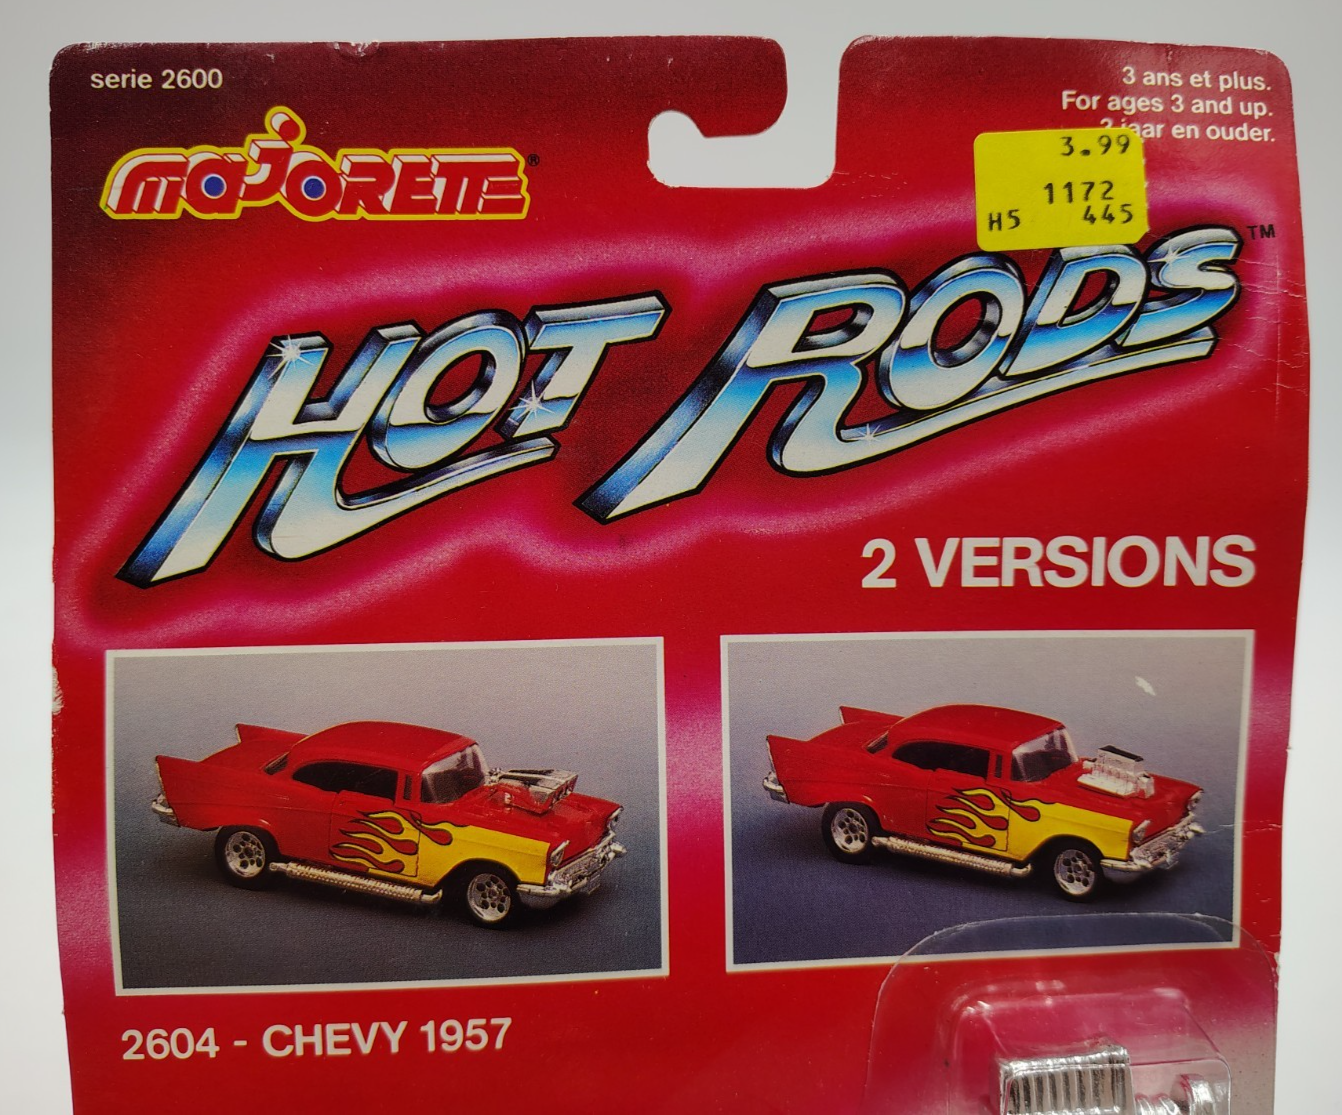 serie 2600
3 ans et plus.
For ages 3 and up.
jaar en ouder.
MAJORETTE®
3.99
1172
H5 445
HOT RODS™
2 VERSIONS
2604 - CHEVY 1957